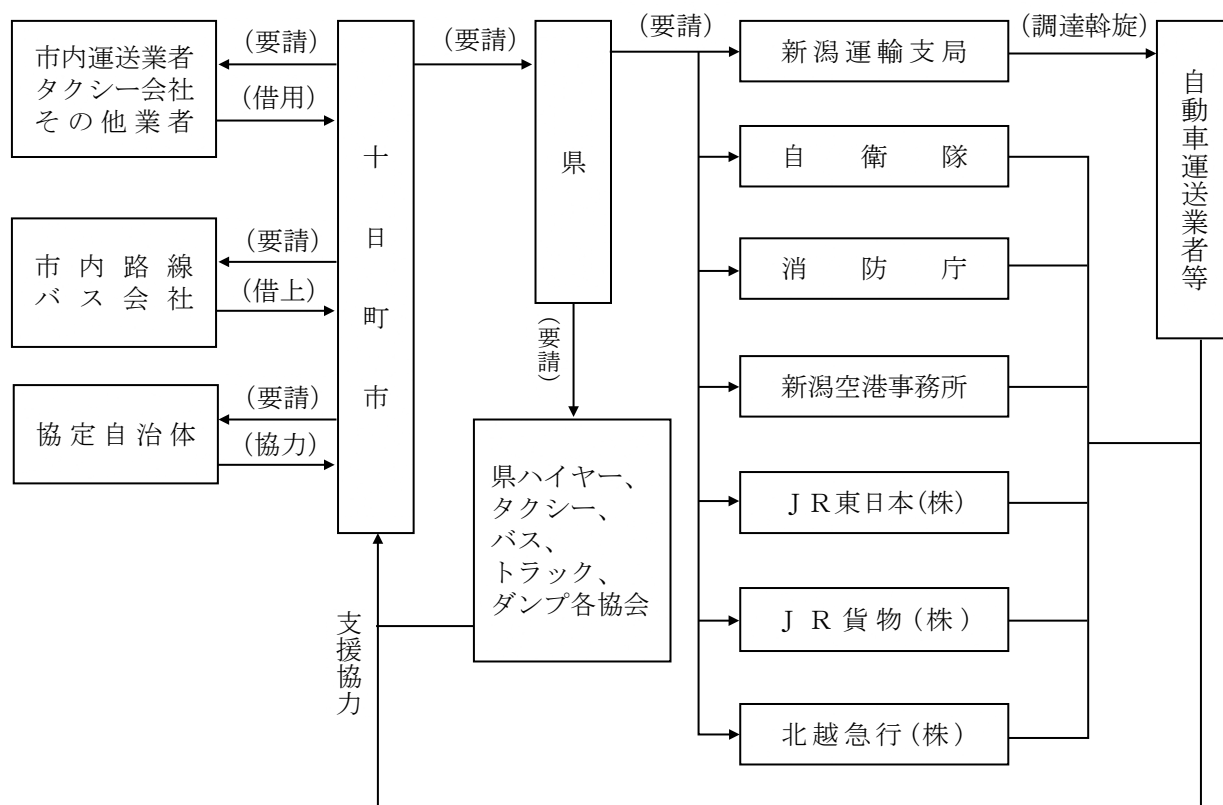 市内運送業者
タクシー会社
その他業者
(要請)
(借用)
市内路線
バス会社
(要請)
(借上)
協定自治体
(要請)
(協力)
十日町市
(要請)
県
(要請)
県ハイヤー、
タクシー、
バス、
トラック、
ダンプ各協会
支援協力
(要請)
新潟運輸支局
自衛隊
消防庁
新潟空港事務所
JR東日本(株)
JR貨物(株)
北越急行(株)
(調達斡旋)
自動車運送業者等